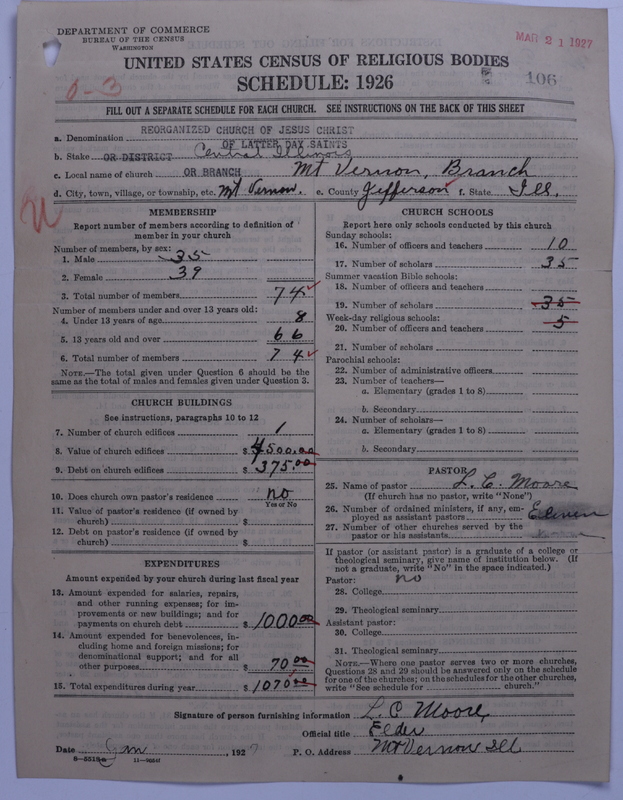 DEPARTMENT OF COMMERCE
BUREAU OF THE CENSUS
WASHINGTON
MAR 21 1927
UNITED STATES CENSUS OF RELIGIOUS BODIES
SCHEDULE: 1926
106
0-3
FILL OUT A SEPARATE SCHEDULE FOR EACH CHURCH. SEE INSTRUCTIONS ON THE BACK OF THIS SHEET
a. Denomination REORGANIZED CHURCH OF JESUS CHRIST
OF LATTER DAY SAINTS
b. Stake OR DISTRICT Central Illinois
c. Local name of church OR BRANCH Mt Vernon, Branch
d. City, town, village, or township, etc. Mt Vernon. e. County Jefferson f. State Ill,
MEMBERSHIP
Report number of members according to definition of
member in your church
Number of members, by sex:
1. Male 35
2. Female 39
3. Total number of members 74
Number of members under and over 13 years old:
4. Under 13 years of age 8
5. 13 years old and over 66
6. Total number of members 74
NOTE.—The total given under Question 6 should be the
same as the total of males and females given under Question 3.
CHURCH BUILDINGS
See instructions, paragraphs 10 to 12
7. Number of church edifices 1
8. Value of church edifices $ 4500.00
9. Debt on church edifices $ 375.00
10. Does church own pastor's residence no
Yes or No
11. Value of pastor's residence (if owned by
church) $
12. Debt on pastor's residence (if owned by
church) $
EXPENDITURES
Amount expended by your church during last fiscal year
13. Amount expended for salaries, repairs,
and other running expenses; for im-
provements or new buildings; and for
payments on church debt $ 1000.00
14. Amount expended for benevolences, in-
cluding home and foreign missions; for
denominational support; and for all
other purposes $ 70.00
15. Total expenditures during year $ 1070.00
CHURCH SCHOOLS
Report here only schools conducted by this church
Sunday schools:
16. Number of officers and teachers 10
17. Number of scholars 35
Summer vacation Bible schools:
18. Number of officers and teachers
19. Number of scholars 35
Week-day religious schools:
20. Number of officers and teachers 5
21. Number of scholars
Parochial schools:
22. Number of administrative officers
23. Number of teachers—
a. Elementary (grades 1 to 8)
b. Secondary
24. Number of scholars—
a. Elementary (grades 1 to 8)
b. Secondary
PASTOR
25. Name of pastor L. C. Moore
(If church has no pastor, write "None")
26. Number of ordained ministers, if any, em-
ployed as assistant pastors Eleven
27. Number of other churches served by the
pastor or his assistants
If pastor (or assistant pastor) is a graduate of a college or
theological seminary, give name of institution below. (If
not a graduate, write "No" in the space indicated.)
Pastor: no
28. College
29. Theological seminary
Assistant pastor:
30. College
31. Theological seminary
NOTE.—Where one pastor serves two or more churches,
Questions 28 and 29 should be answered only on the schedule
for one of the churches; on the schedules for the other churches,
write "See schedule for church."
Signature of person furnishing information L. C Moore,
Official title Elder
Date Jan , 1927 P. O. Address Mt Vernon Ill